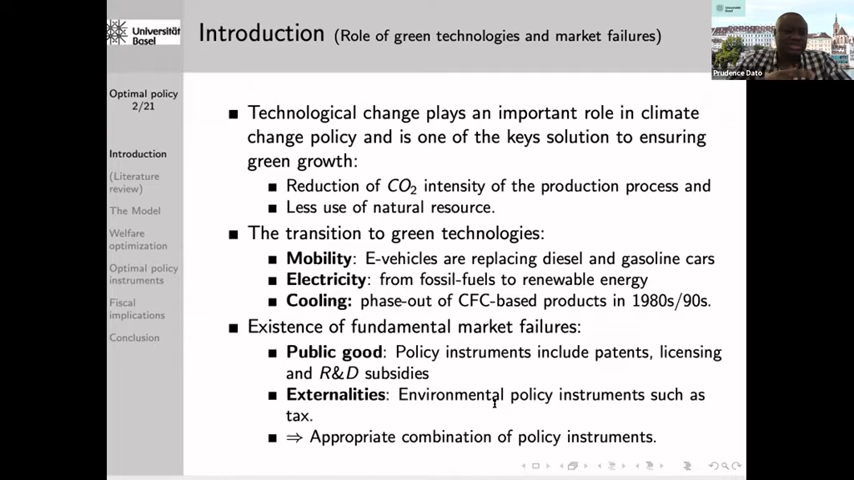 Universität
Basel
Introduction (Role of green technologies and market failures)
Universität
Basel
Prudence Dato
Optimal policy
2/21
Introduction
(Literature
review)
The Model
Welfare
optimization
Optimal policy
instruments
Fiscal
implications
Conclusion
Technological change plays an important role in climate
change policy and is one of the keys solution to ensuring
green growth:
Reduction of CO2 intensity of the production process and
Less use of natural resource.
The transition to green technologies:
Mobility: E-vehicles are replacing diesel and gasoline cars
Electricity: from fossil-fuels to renewable energy
Cooling: phase-out of CFC-based products in 1980s/90s.
Existence of fundamental market failures:
Public good: Policy instruments include patents, licensing
and R&D subsidies
Externalities: Environmental policy instruments such as
tax.
⇒ Appropriate combination of policy instruments.